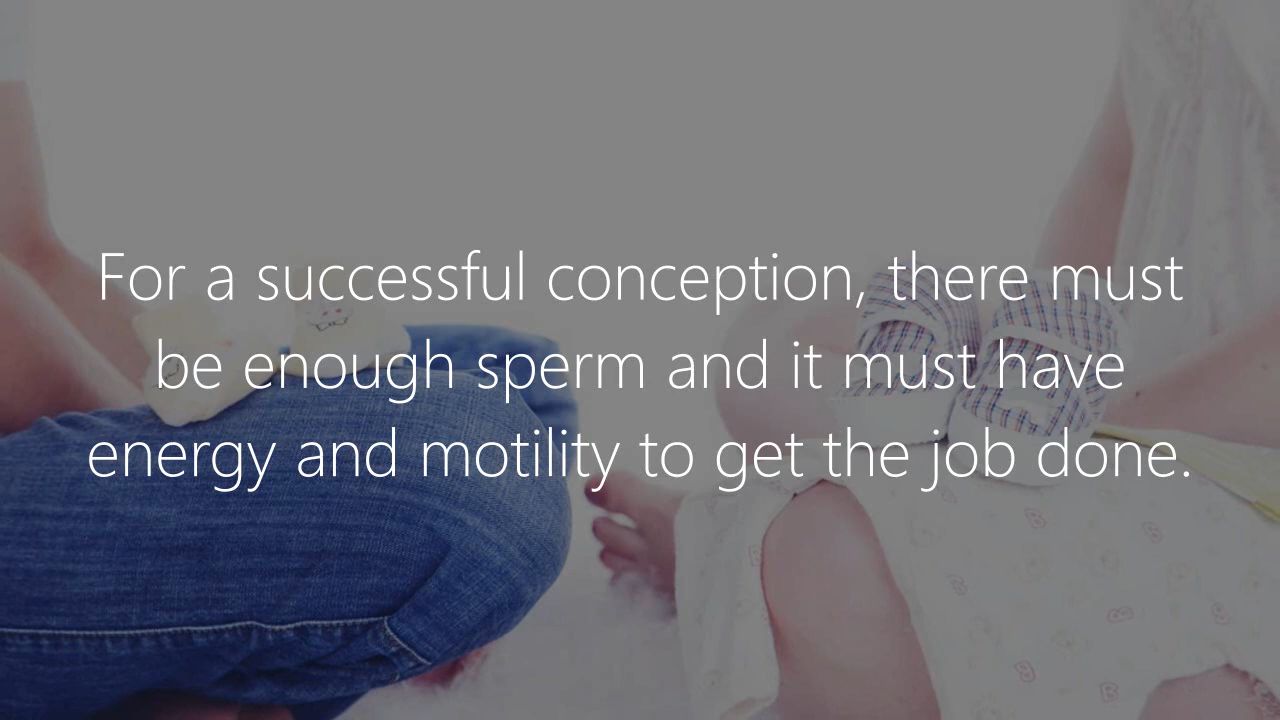 For a successful conception, there must
be enough sperm and it must have
energy and motility to get the job done.